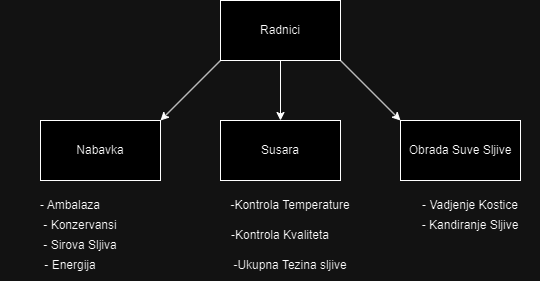 Radnici
Nabavka
Susara
Obrada Suve Sljive
- Ambalaza
- Konzervansi
- Sirova Sljiva
- Energija
-Kontrola Temperature
-Kontrola Kvaliteta
-Ukupna Tezina sljive
- Vadjenje Kostice
- Kandiranje Sljive